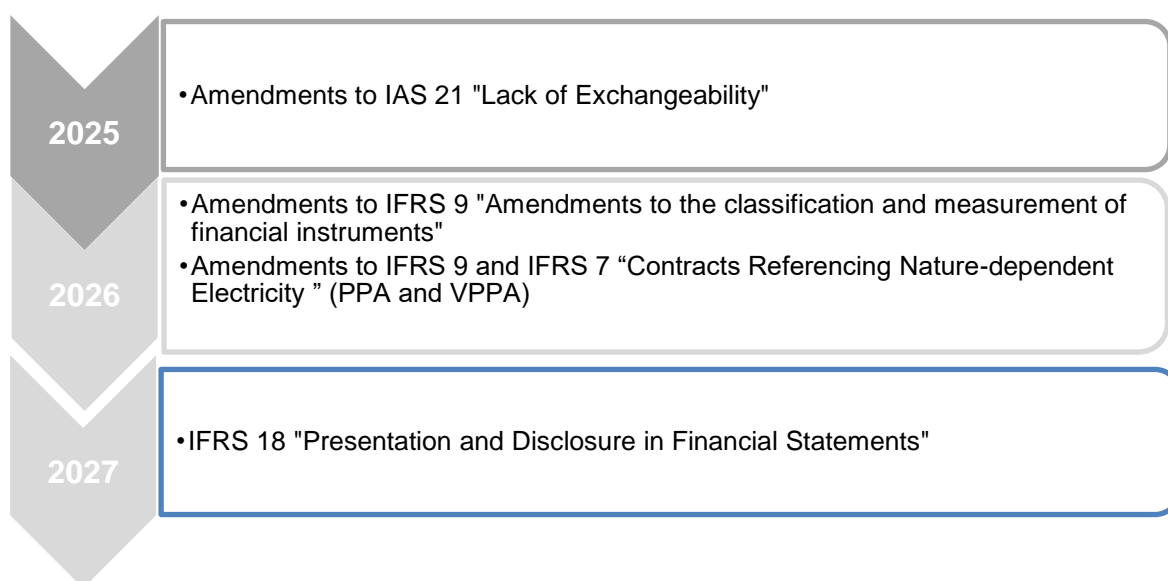 2025
•Amendments to IAS 21 "Lack of Exchangeability"
2026
•Amendments to IFRS 9 "Amendments to the classification and measurement of
financial instruments"
•Amendments to IFRS 9 and IFRS 7 “Contracts Referencing Nature-dependent
Electricity ” (PPA and VPPA)
2027
•IFRS 18 "Presentation and Disclosure in Financial Statements"